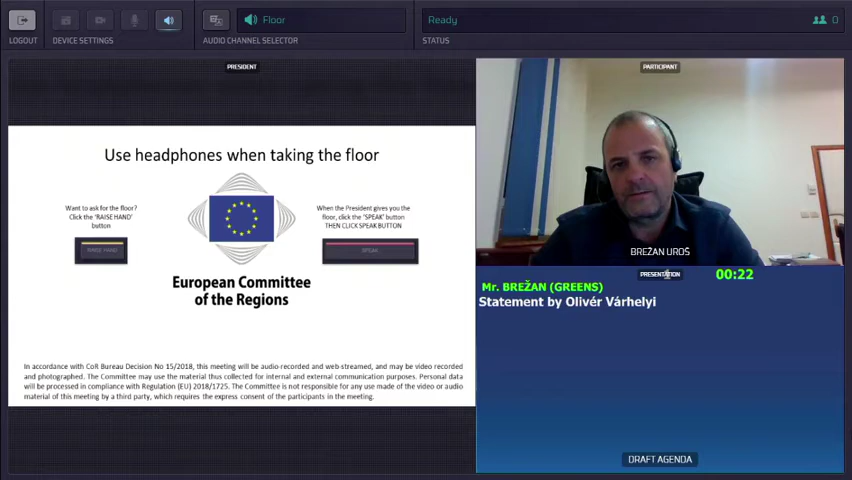 Floor
Ready
0
LOGOUT
DEVICE SETTINGS
AUDIO CHANNEL SELECTOR
STATUS
PRESIDENT
Use headphones when taking the floor
Want to ask for the floor?
Click the 'RAISE HAND'
button
RAISE HAND
When the President gives you the
floor, click the 'SPEAK' button
THEN CLICK SPEAK BUTTON
SPEAK
European Committee
of the Regions
In accordance with CoR Bureau Decision No 15/2018, this meeting will be audio-recorded and web-streamed, and may be video recorded
and photographed. The Committee may use the material thus collected for internal and external communication purposes. Personal data
will be processed in compliance with Regulation (EU) 2018/1725. The Committee is not responsible for any use made of the video or audio
material of this meeting by a third party, which requires the express consent of the participants in the meeting.
PARTICIPANT
BREŽAN UROŠ
PRESENTATION
00:22
Mr. BREŽAN (GREENS)
Statement by Olivér Várhelyi
DRAFT AGENDA